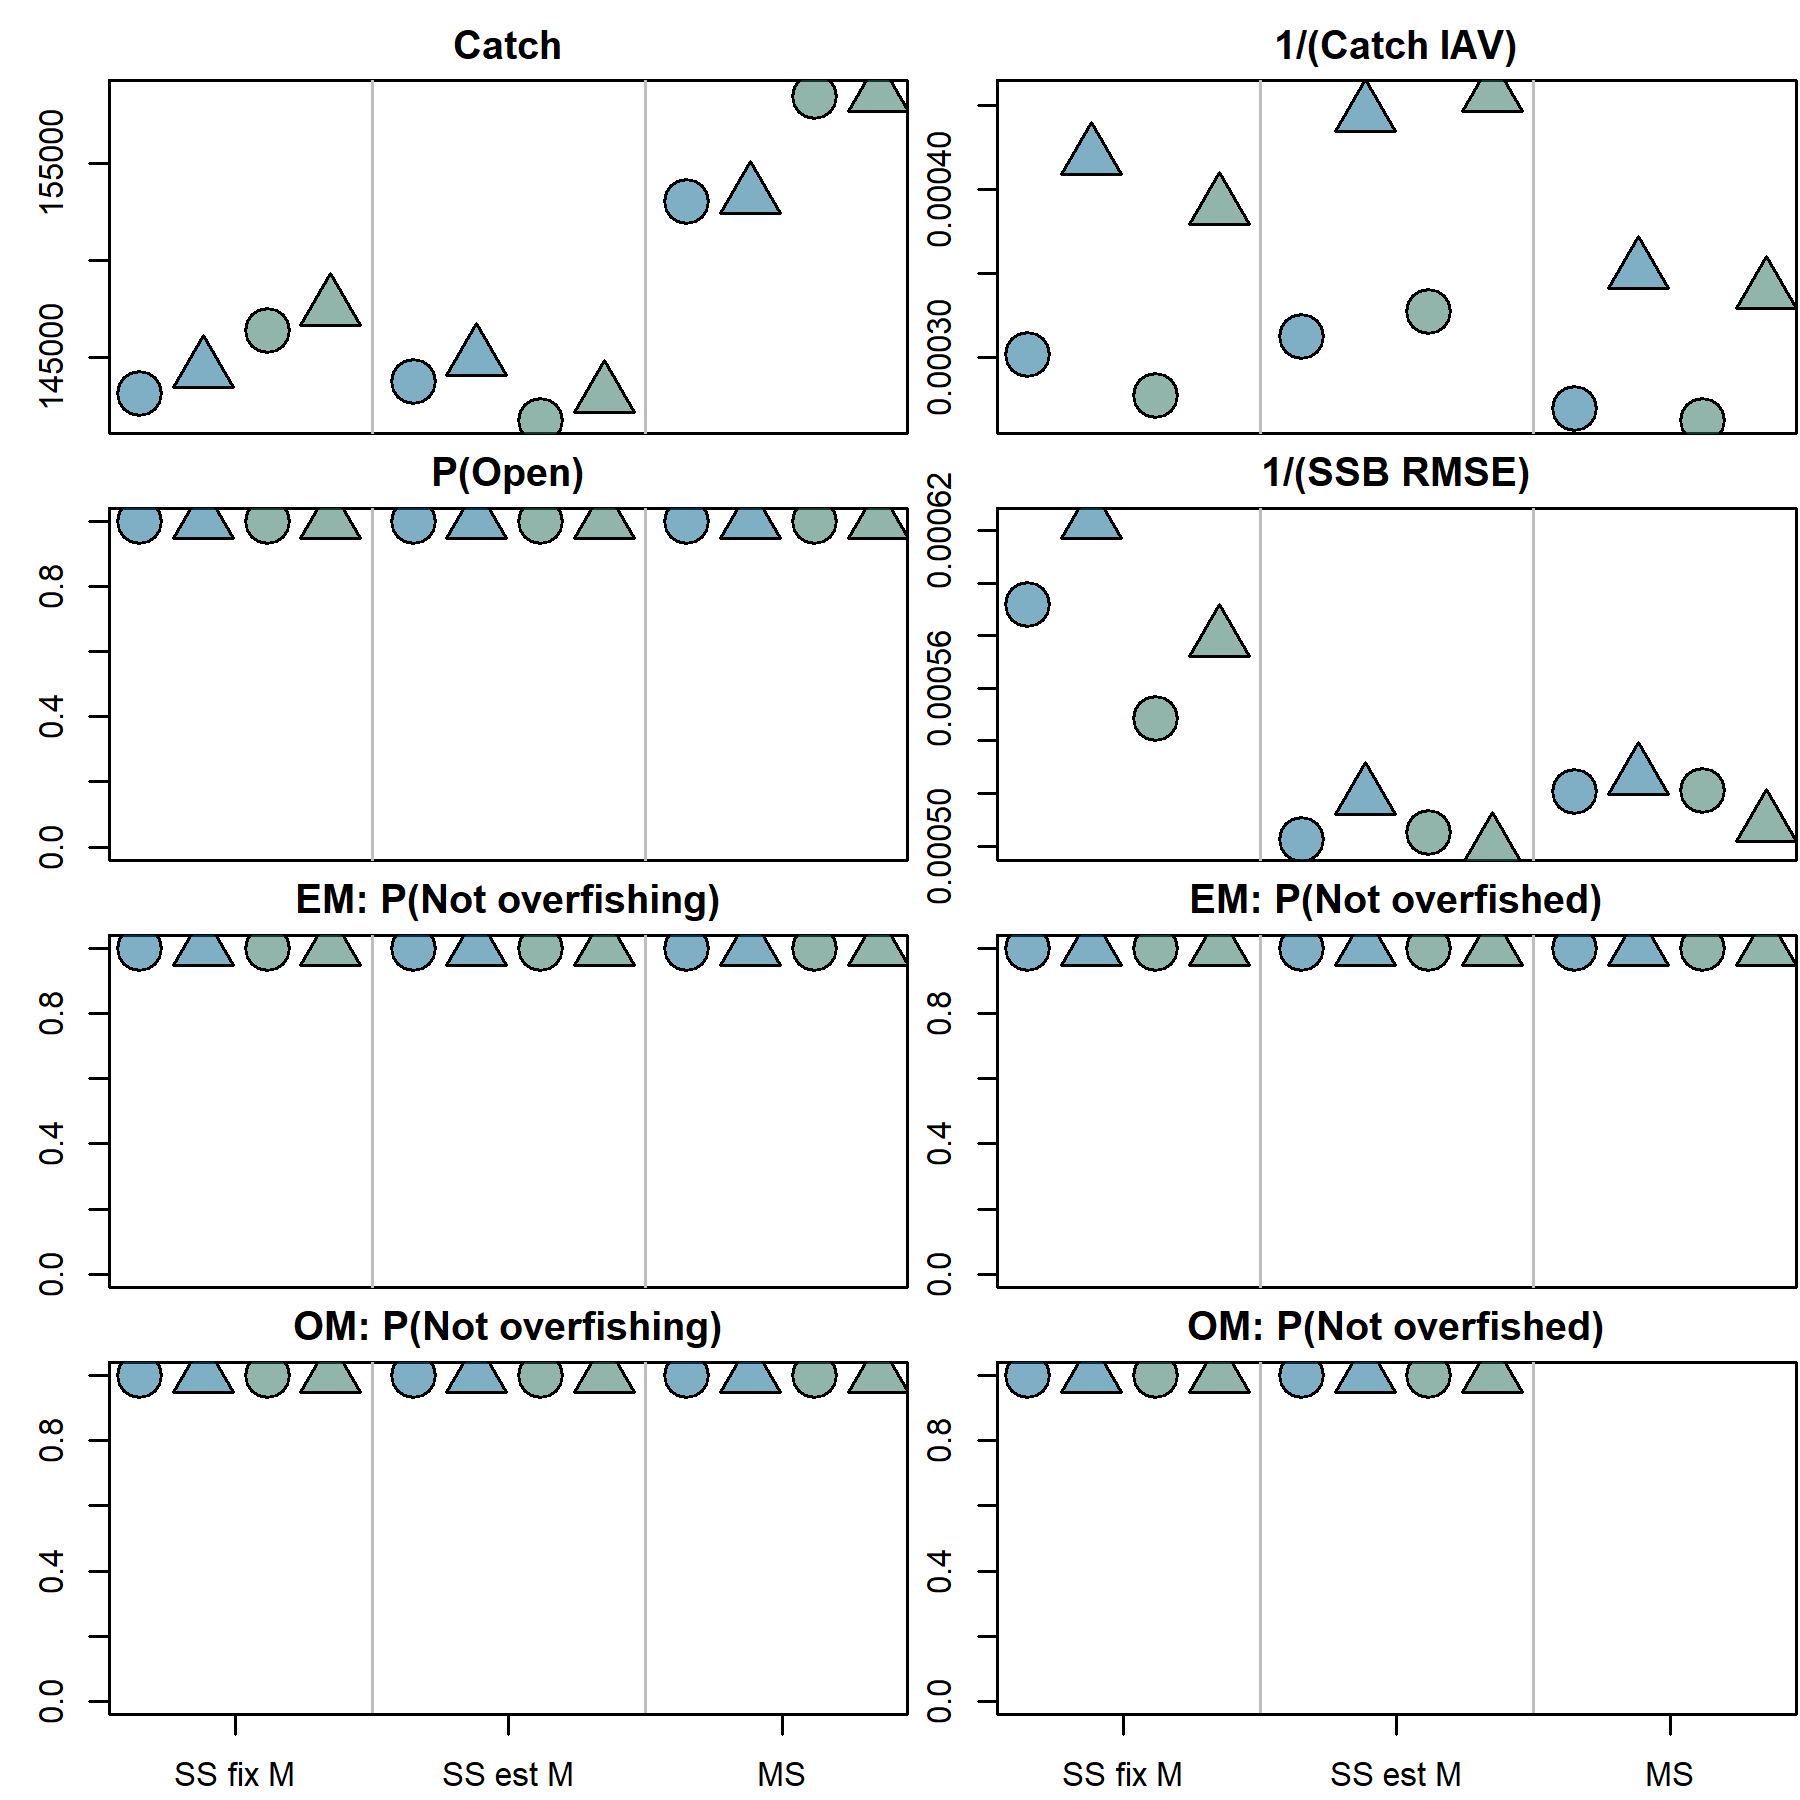 Catch
1/(Catch IAV)
155000
145000
0.00040
0.00030
P(Open)
1/(SSB RMSE)
0.8
0.4
0.0
0.00062
0.00056
0.00050
EM: P(Not overfishing)
EM: P(Not overfished)
0.8
0.4
0.0
0.8
0.4
0.0
OM: P(Not overfishing)
OM: P(Not overfished)
0.8
0.4
0.0
0.8
0.4
0.0
SS fix M
SS est M
MS
SS fix M
SS est M
MS